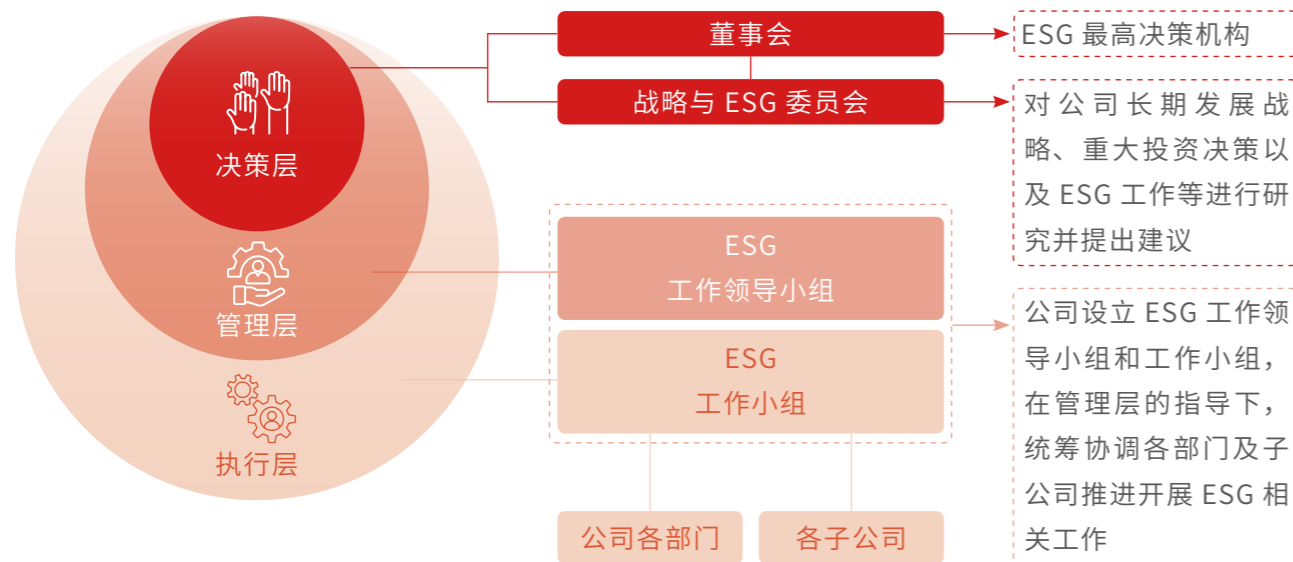 决策层
管理层
执行层
董事会
ESG 最高决策机构
战略与 ESG 委员会
对公司长期发展战
略、重大投资决策以
及 ESG 工作等进行研
究并提出建议
ESG
工作领导小组
ESG
工作小组
公司设立 ESG 工作领
导小组和工作小组，
在管理层的指导下，
统筹协调各部门及子
公司推进开展 ESG 相
关工作
公司各部门
各子公司